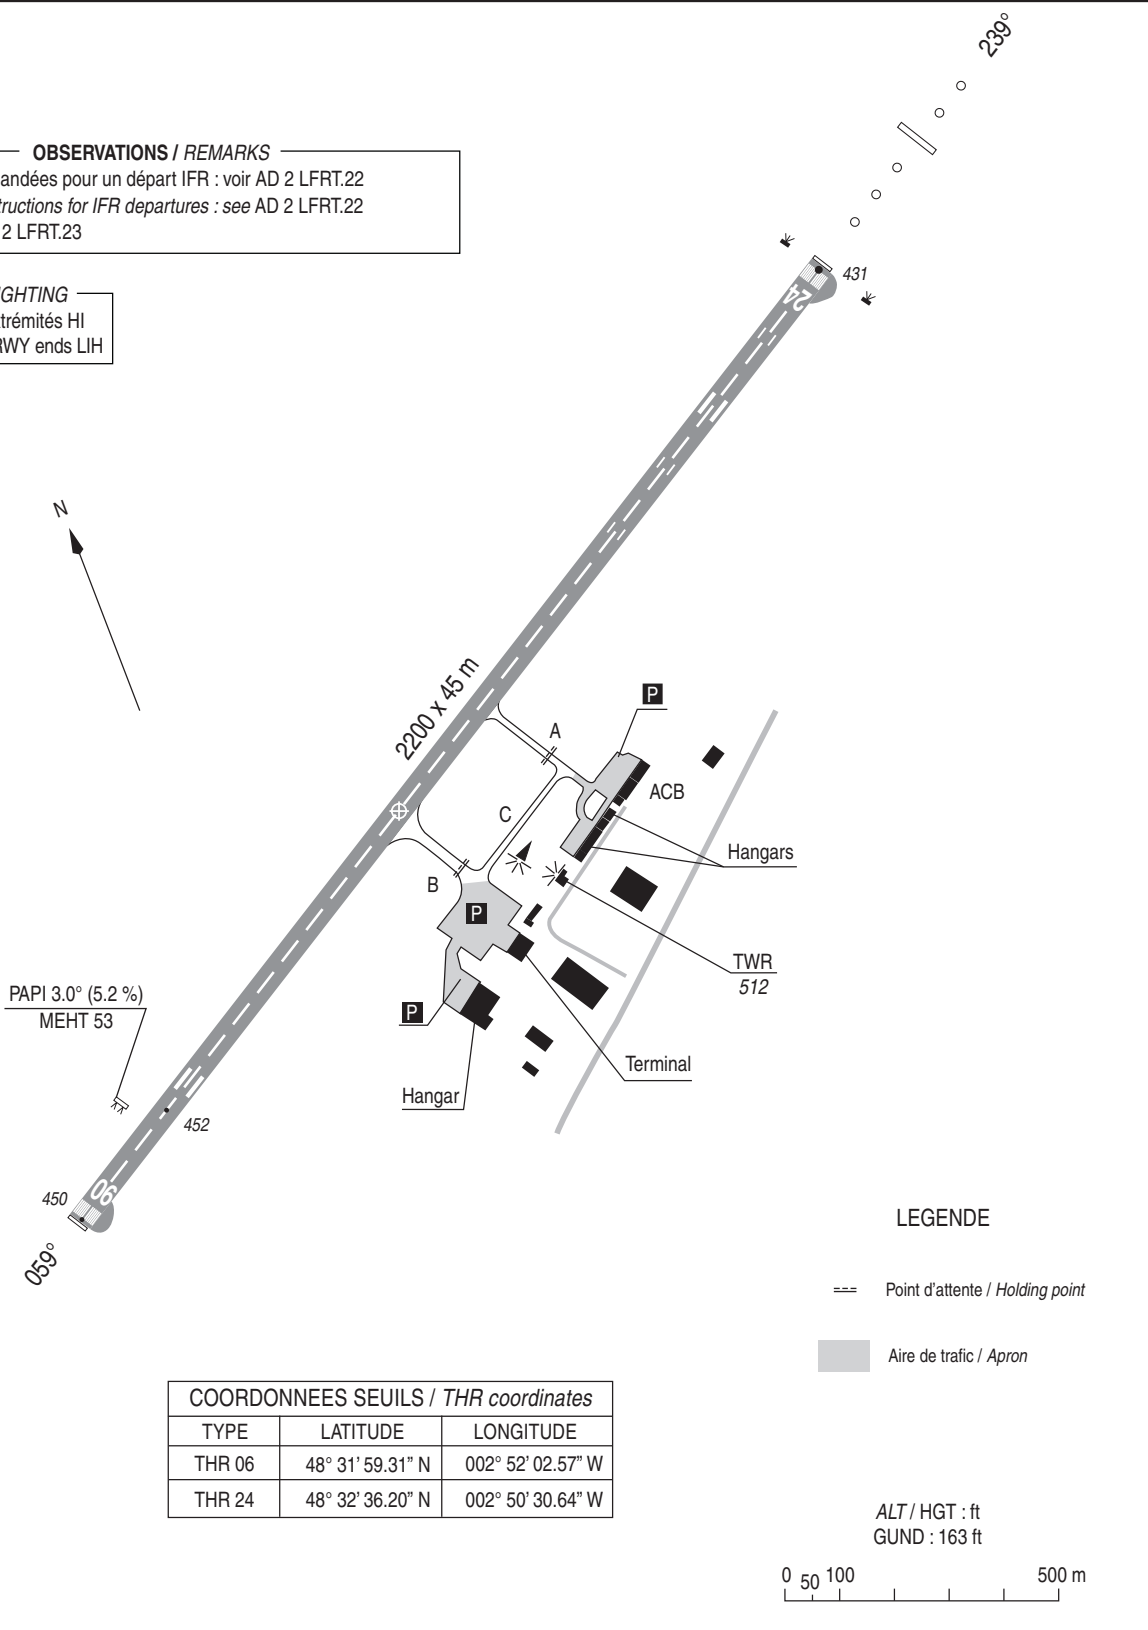 239°
OBSERVATIONS / REMARKS
andées pour un départ IFR : voir AD 2 LFRT.22
tructions for IFR departures : see AD 2 LFRT.22
2 LFRT.23
IGHTING
trémités HI
RWY ends LIH
431
24
N
2200 x 45 m
P
A
ACB
C
Hangars
B
P
TWR
512
PAPI 3.0° (5.2 %)
MEHT 53
P
Terminal
Hangar
452
06
450
059°
LEGENDE
Point d'attente / Holding point
Aire de trafic / Apron
COORDONNEES SEUILS / THR coordinates
TYPE LATITUDE LONGITUDE
THR 06 48° 31' 59.31" N 002° 52' 02.57" W
THR 24 48° 32' 36.20" N 002° 50' 30.64" W
ALT / HGT : ft
GUND : 163 ft
0 50 100 500 m